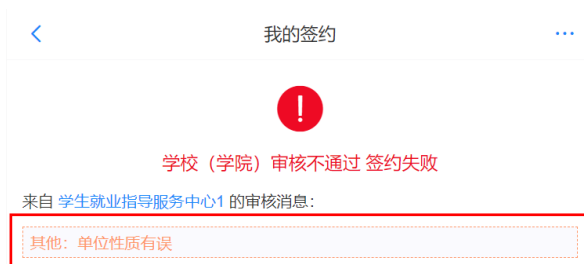 我的签约
学校（学院）审核不通过 签约失败
来自 学生就业指导服务中心1 的审核消息：
其他：单位性质有误